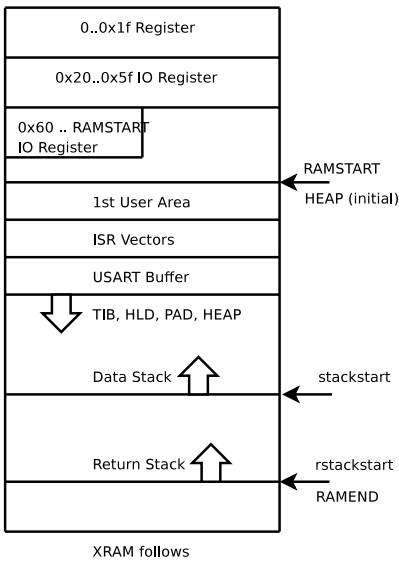 0..0x1f Register
0x20..0x5f IO Register
0x60 .. RAMSTART
IO Register
RAMSTART
HEAP (initial)
1st User Area
ISR Vectors
USART Buffer
TIB, HLD, PAD, HEAP
Data Stack
stackstart
Return Stack
rstackstart
RAMEND
XRAM follows